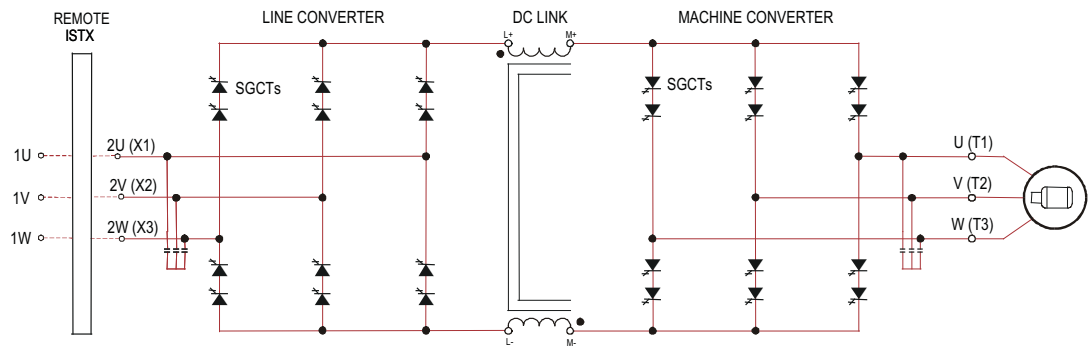 REMOTE
ISTX
LINE CONVERTER
DC LINK
MACHINE CONVERTER
L+
M+
SGCTs
SGCTs
1U
2U (X1)
U (T1)
1V
2V (X2)
V (T2)
1W
2W (X3)
W (T3)
L-
M-